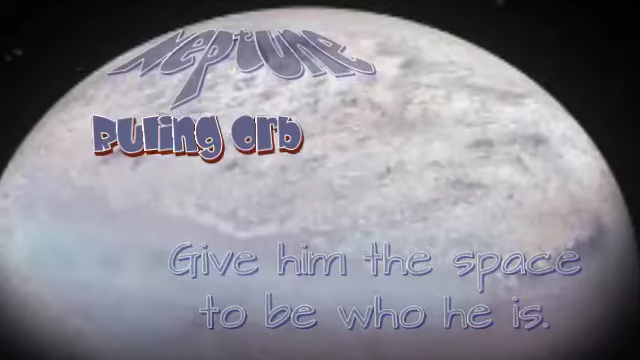 Neptune
Ruling Orb
Give him the space
to be who he is.